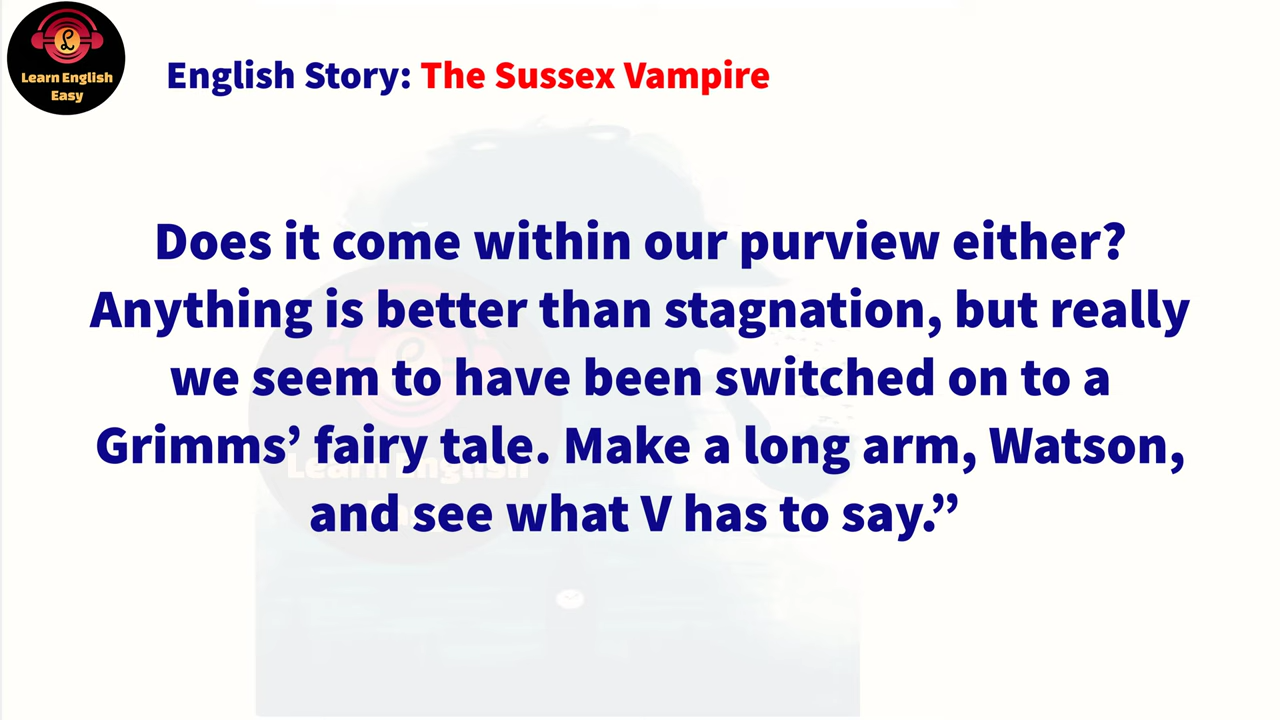 Learn English
Easy
English Story: The Sussex Vampire
Does it come within our purview either?
Anything is better than stagnation, but really
we seem to have been switched on to a
Grimms’ fairy tale. Make a long arm, Watson,
Learn English
and see what V has to say.”